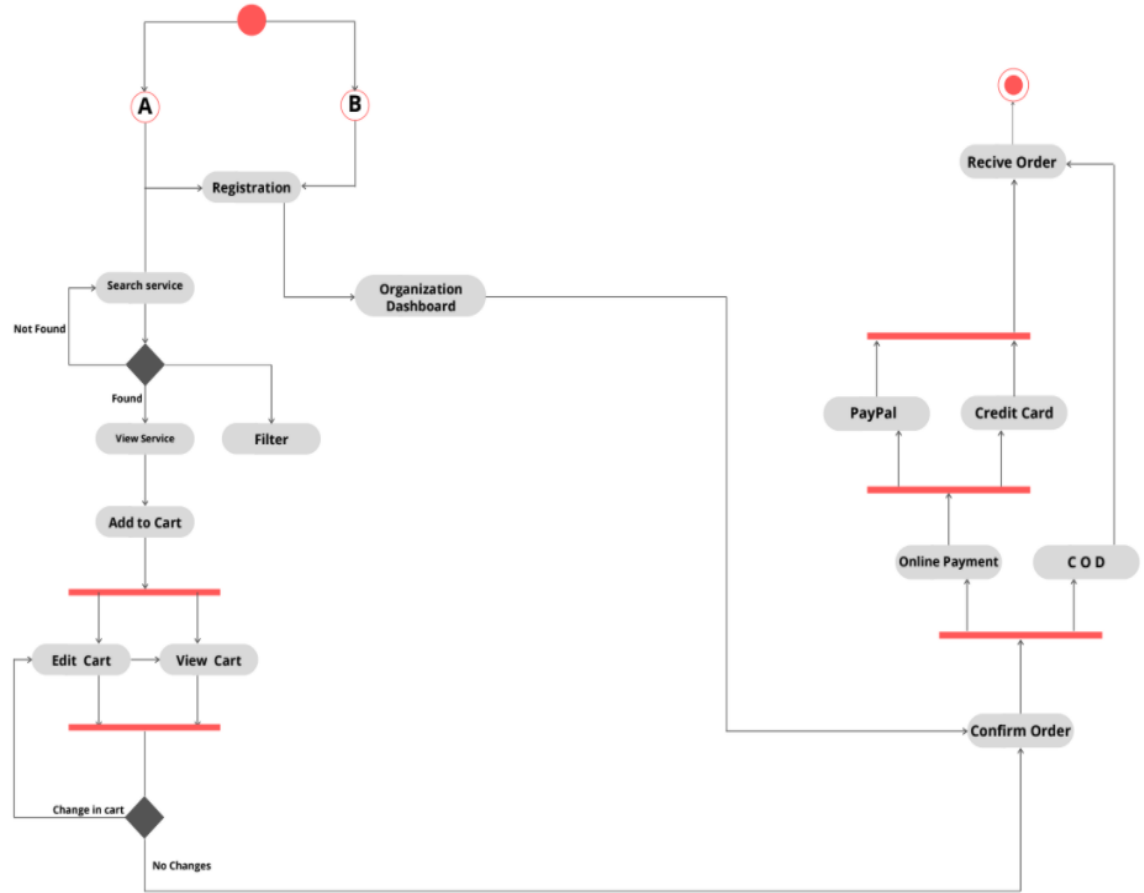 A
B
Registration
Search service
Not Found
Found
View Service
Filter
Add to Cart
Edit Cart
View Cart
Change in cart
No Changes
Organization
Dashboard
Recive Order
PayPal
Credit Card
Online Payment
C O D
Confirm Order